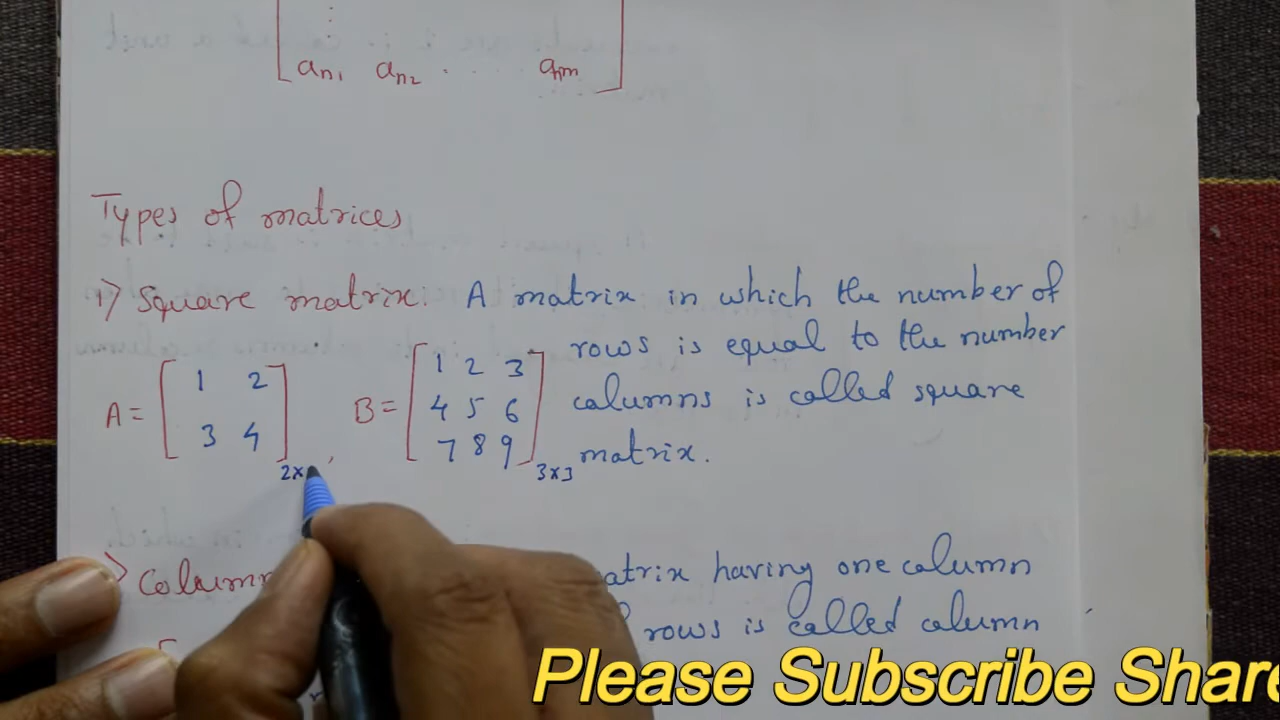 ⋮
an1 an2 . . . . anm
Types of matrices
1) Square matrix. A matrix in which the number of
rows is equal to the number
columns is called square
matrix.
A = [ 1 2
3 4 ] 2x
,
B = [ 1 2 3
4 5 6
7 8 9 ] 3x3
> Column
atrix having one column
rows is called column
Please Subscribe Share